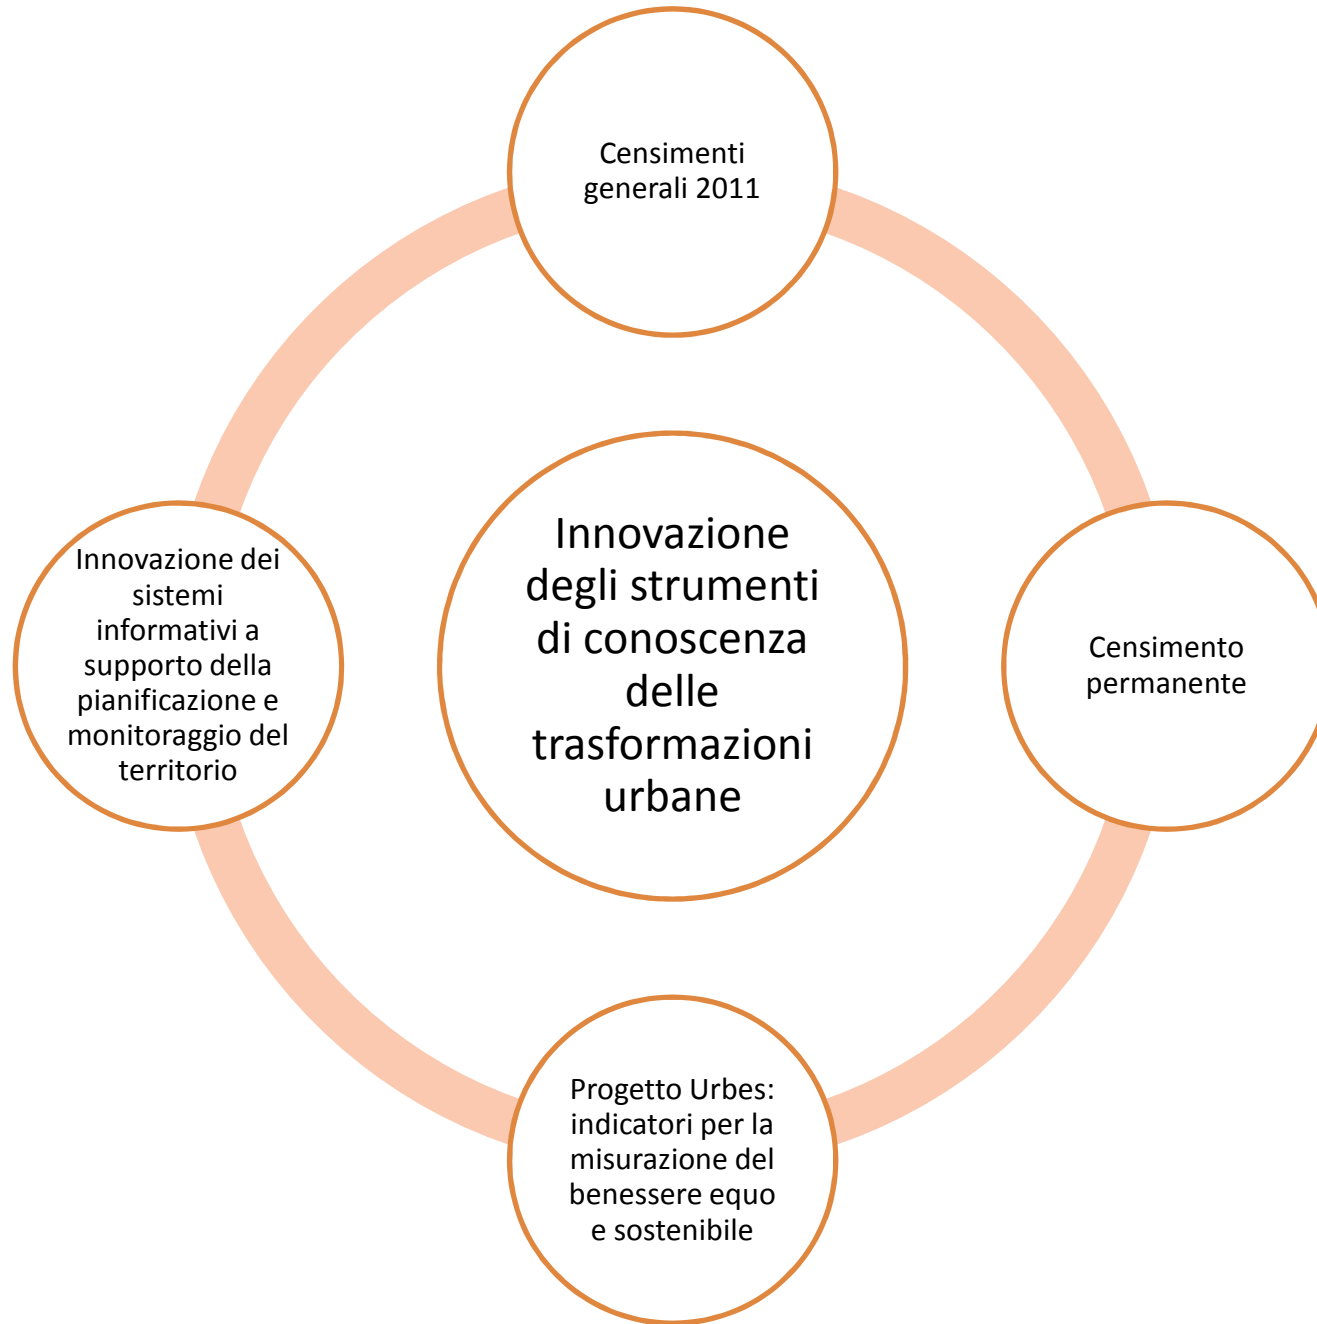 Censimenti
generali 2011
Innovazione dei
sistemi
informativi a
supporto della
pianificazione e
monitoraggio del
territorio
Innovazione
degli strumenti
di conoscenza
delle
trasformazioni
urbane
Censimento
permanente
Progetto Urbes:
indicatori per la
misurazione del
benessere equo
e sostenibile